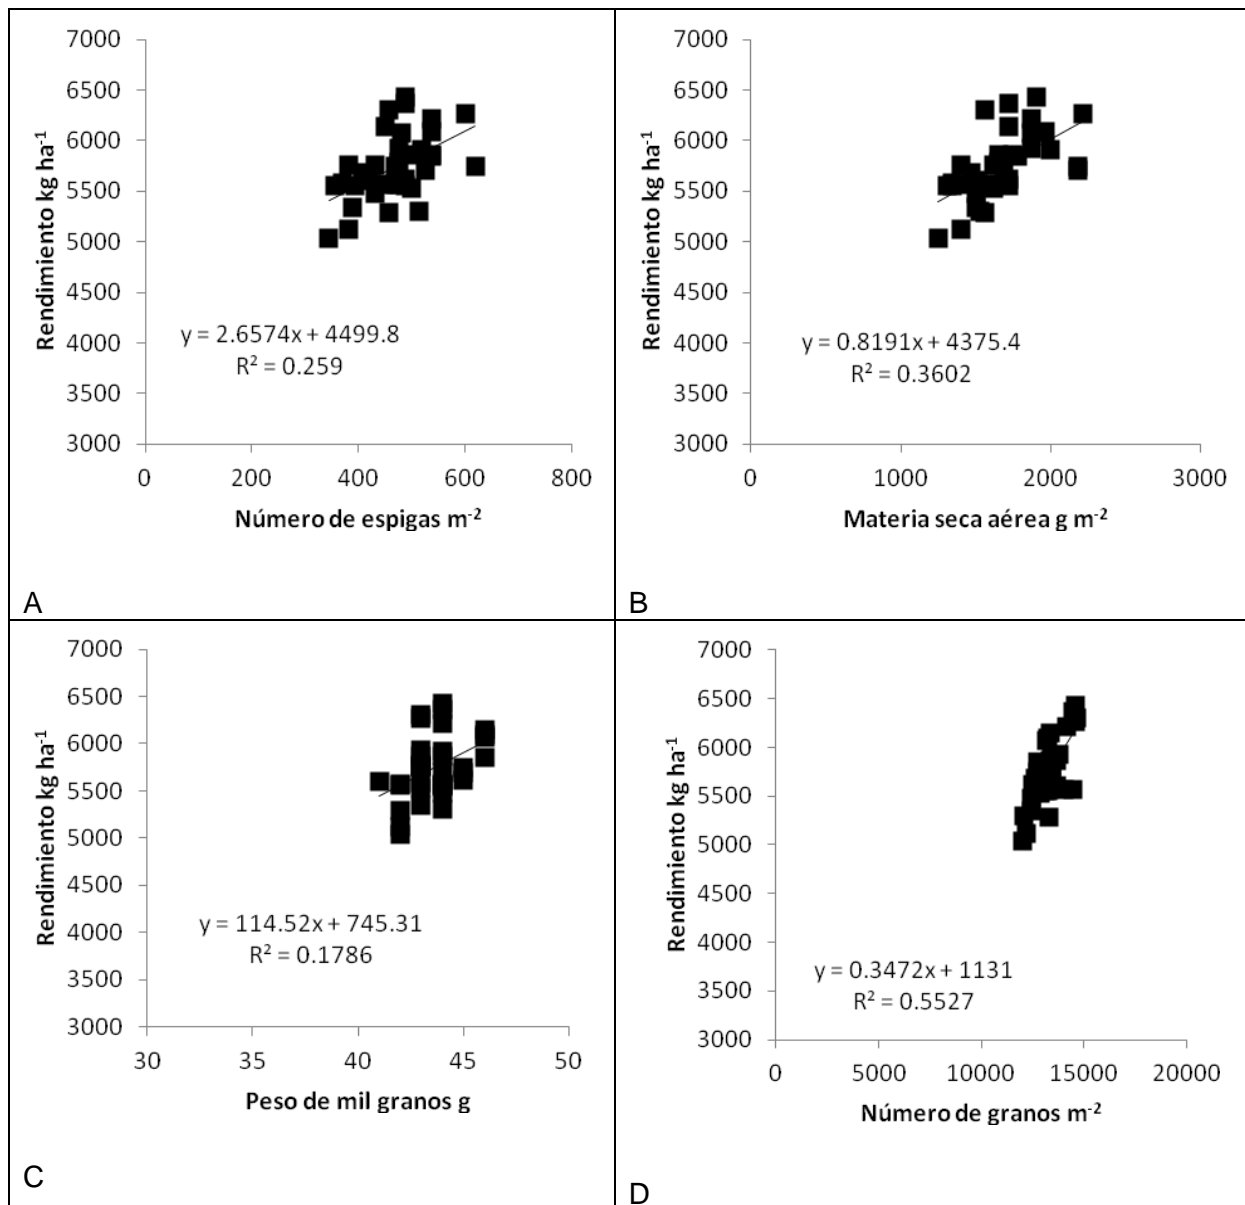 7000
6500
6000
5500
5000
4500
4000
3500
3000
Rendimiento kg ha-1
y = 2.6574x + 4499.8
R² = 0.259
0 200 400 600 800
Número de espigas m-2
A
7000
6500
6000
5500
5000
4500
4000
3500
3000
Rendimiento kg ha-1
y = 0.8191x + 4375.4
R² = 0.3602
0 1000 2000 3000
Materia seca aérea g m-2
B
7000
6500
6000
5500
5000
4500
4000
3500
3000
Rendimiento kg ha-1
y = 114.52x + 745.31
R² = 0.1786
30 35 40 45 50
Peso de mil granos g
C
7000
6500
6000
5500
5000
4500
4000
3500
3000
Rendimiento kg ha-1
y = 0.3472x + 1131
R² = 0.5527
0 5000 10000 15000 20000
Número de granos m-2
D